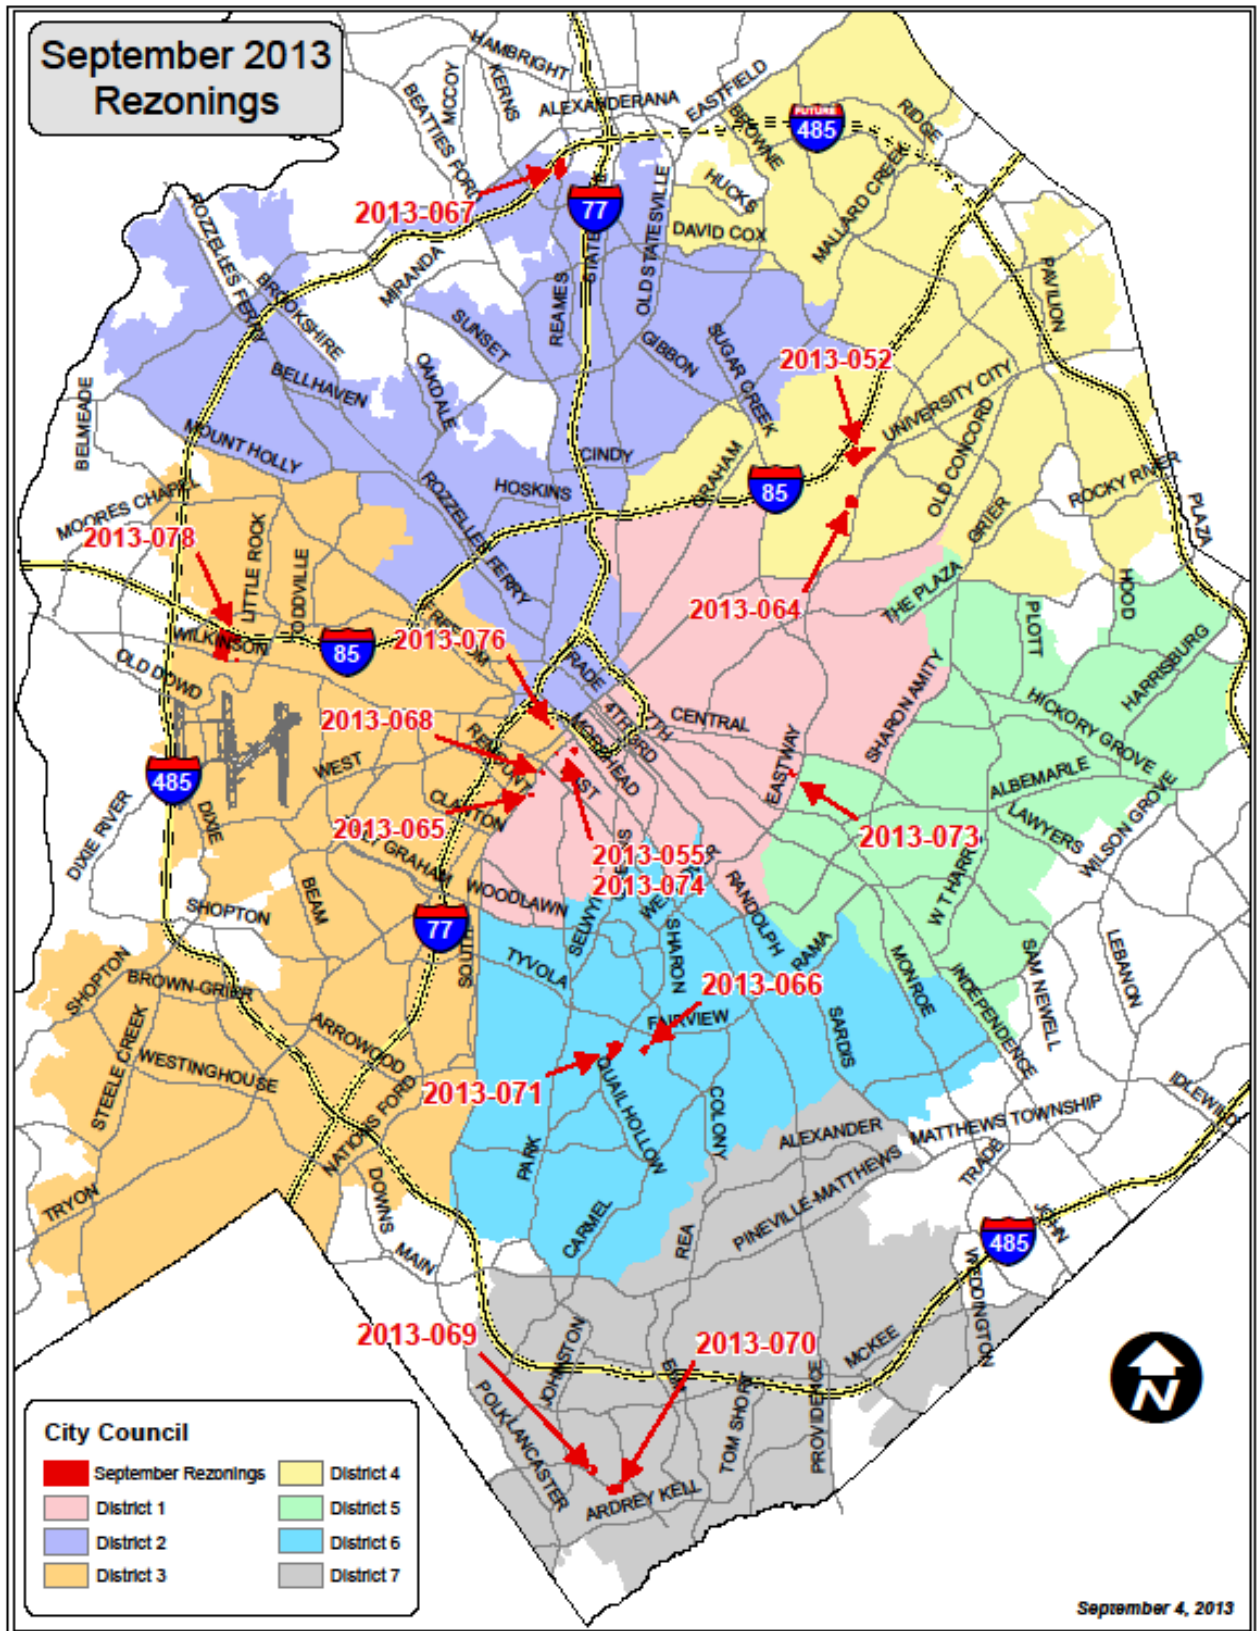 September 2013
Rezonings
HAMBRIGHT
MCCOY
KERNS
BEATTIES FORD
ALEXANDERANA
EASTFIELD
BROWNE
FUTURE
485
RIDGE
HUCKS
MALLARD CREEK
DAVID COX
2013-067
77
OLD STATESVILLE
ROZZELLES FERRY
MIRANDA
BROOKSHIRE
PAVILION
REAMES
SUNSET
GIBBON
SUGAR CREEK
2013-052
OAKDALE
BELLHAVEN
UNIVERSITY CITY
BELMEADE
MOUNT HOLLY
CINDY
GRAHAM
OLD CONCORD
HOSKINS
85
ROCKY RIVER
MOORES CHAPEL
ROZZELLES FERRY
GRIER
PLAZA
2013-078
LITTLE ROCK
TODDVILLE
THE PLAZA
HOOD
2013-064
PLOTT
WILKINSON
85
2013-076
OLD DOWD
HARRISBURG
SHARON AMITY
2013-068
4TH
7TH
CENTRAL
HICKORY GROVE
MOREHEAD
485
WEST
REMOUNT
EASTWAY
ALBEMARLE
DIXIE RIVER
DIXIE
CLANTON
2013-065
LAWYERS
WILSON GROVE
2013-055
2013-074
2013-073
BEAM
WOODLAWN
RANDOLPH
SHOPTON
77
RAMA
SOUTH
TYVOLA
SHARON
MONROE
INDEPENDENCE
SAM NEWELL
LEBANON
SHOPTON
BROWN-GRIER
2013-066
STEELE CREEK
ARROWOOD
FAIRVIEW
SARDIS
WESTINGHOUSE
2013-071
QUAIL HOLLOW
COLONY
IDLEWILD
NATIONS FORD
PARK
ALEXANDER
MATTHEWS TOWNSHIP
PINEVILLE-MATTHEWS
TRADE
TRYON
DOWNS
CARMEL
REA
JOHN
485
MAIN
WEDDINGTON
2013-069
2013-070
JOHNSTON
MCKEE
POLK
LANCASTER
TOM SHORT
PROVIDENCE
ARDREY KELL
N
City Council
September Rezonings
District 1
District 2
District 3
District 4
District 5
District 6
District 7
September 4, 2013